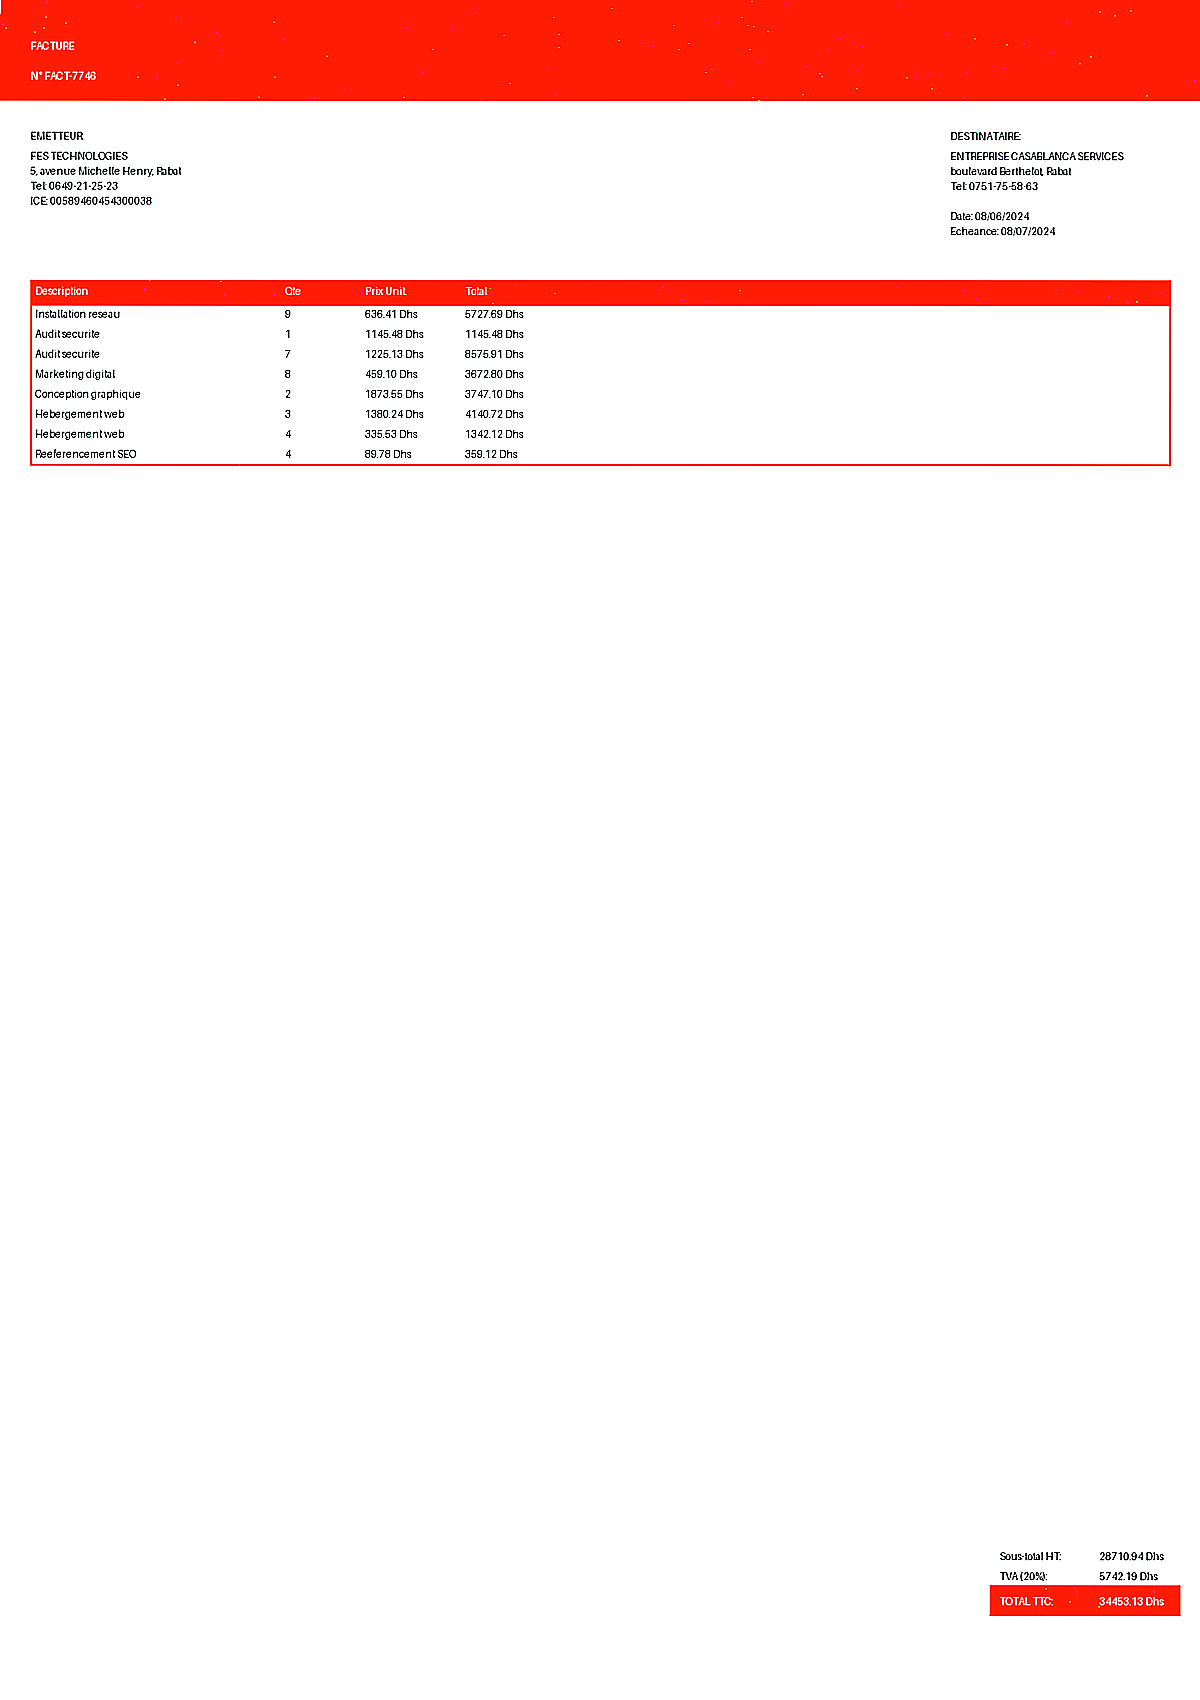 FACTURE
N° FACT-7746
EMETTEUR
FES TECHNOLOGIES
5, avenue Michelle Henry, Rabat
Tel: 0649-21-25-23
ICE: 00589460454300038
DESTINATAIRE:
ENTREPRISE CASABLANCA SERVICES
boulevard Berthelot, Rabat
Tel: 0751-75-58-63
Date: 08/06/2024
Echeance: 08/07/2024
Description Qte Prix Unit. Total
Installation reseau 9 636.41 Dhs 5727.69 Dhs
Audit securite 1 1145.48 Dhs 1145.48 Dhs
Audit securite 7 1225.13 Dhs 8575.91 Dhs
Marketing digital 8 459.10 Dhs 3672.80 Dhs
Conception graphique 2 1873.55 Dhs 3747.10 Dhs
Hebergement web 3 1380.24 Dhs 4140.72 Dhs
Hebergement web 4 335.53 Dhs 1342.12 Dhs
Reeferencement SEO 4 89.78 Dhs 359.12 Dhs
Sous-total HT: 28710.94 Dhs
TVA (20%): 5742.19 Dhs
TOTAL TTC: 34453.13 Dhs